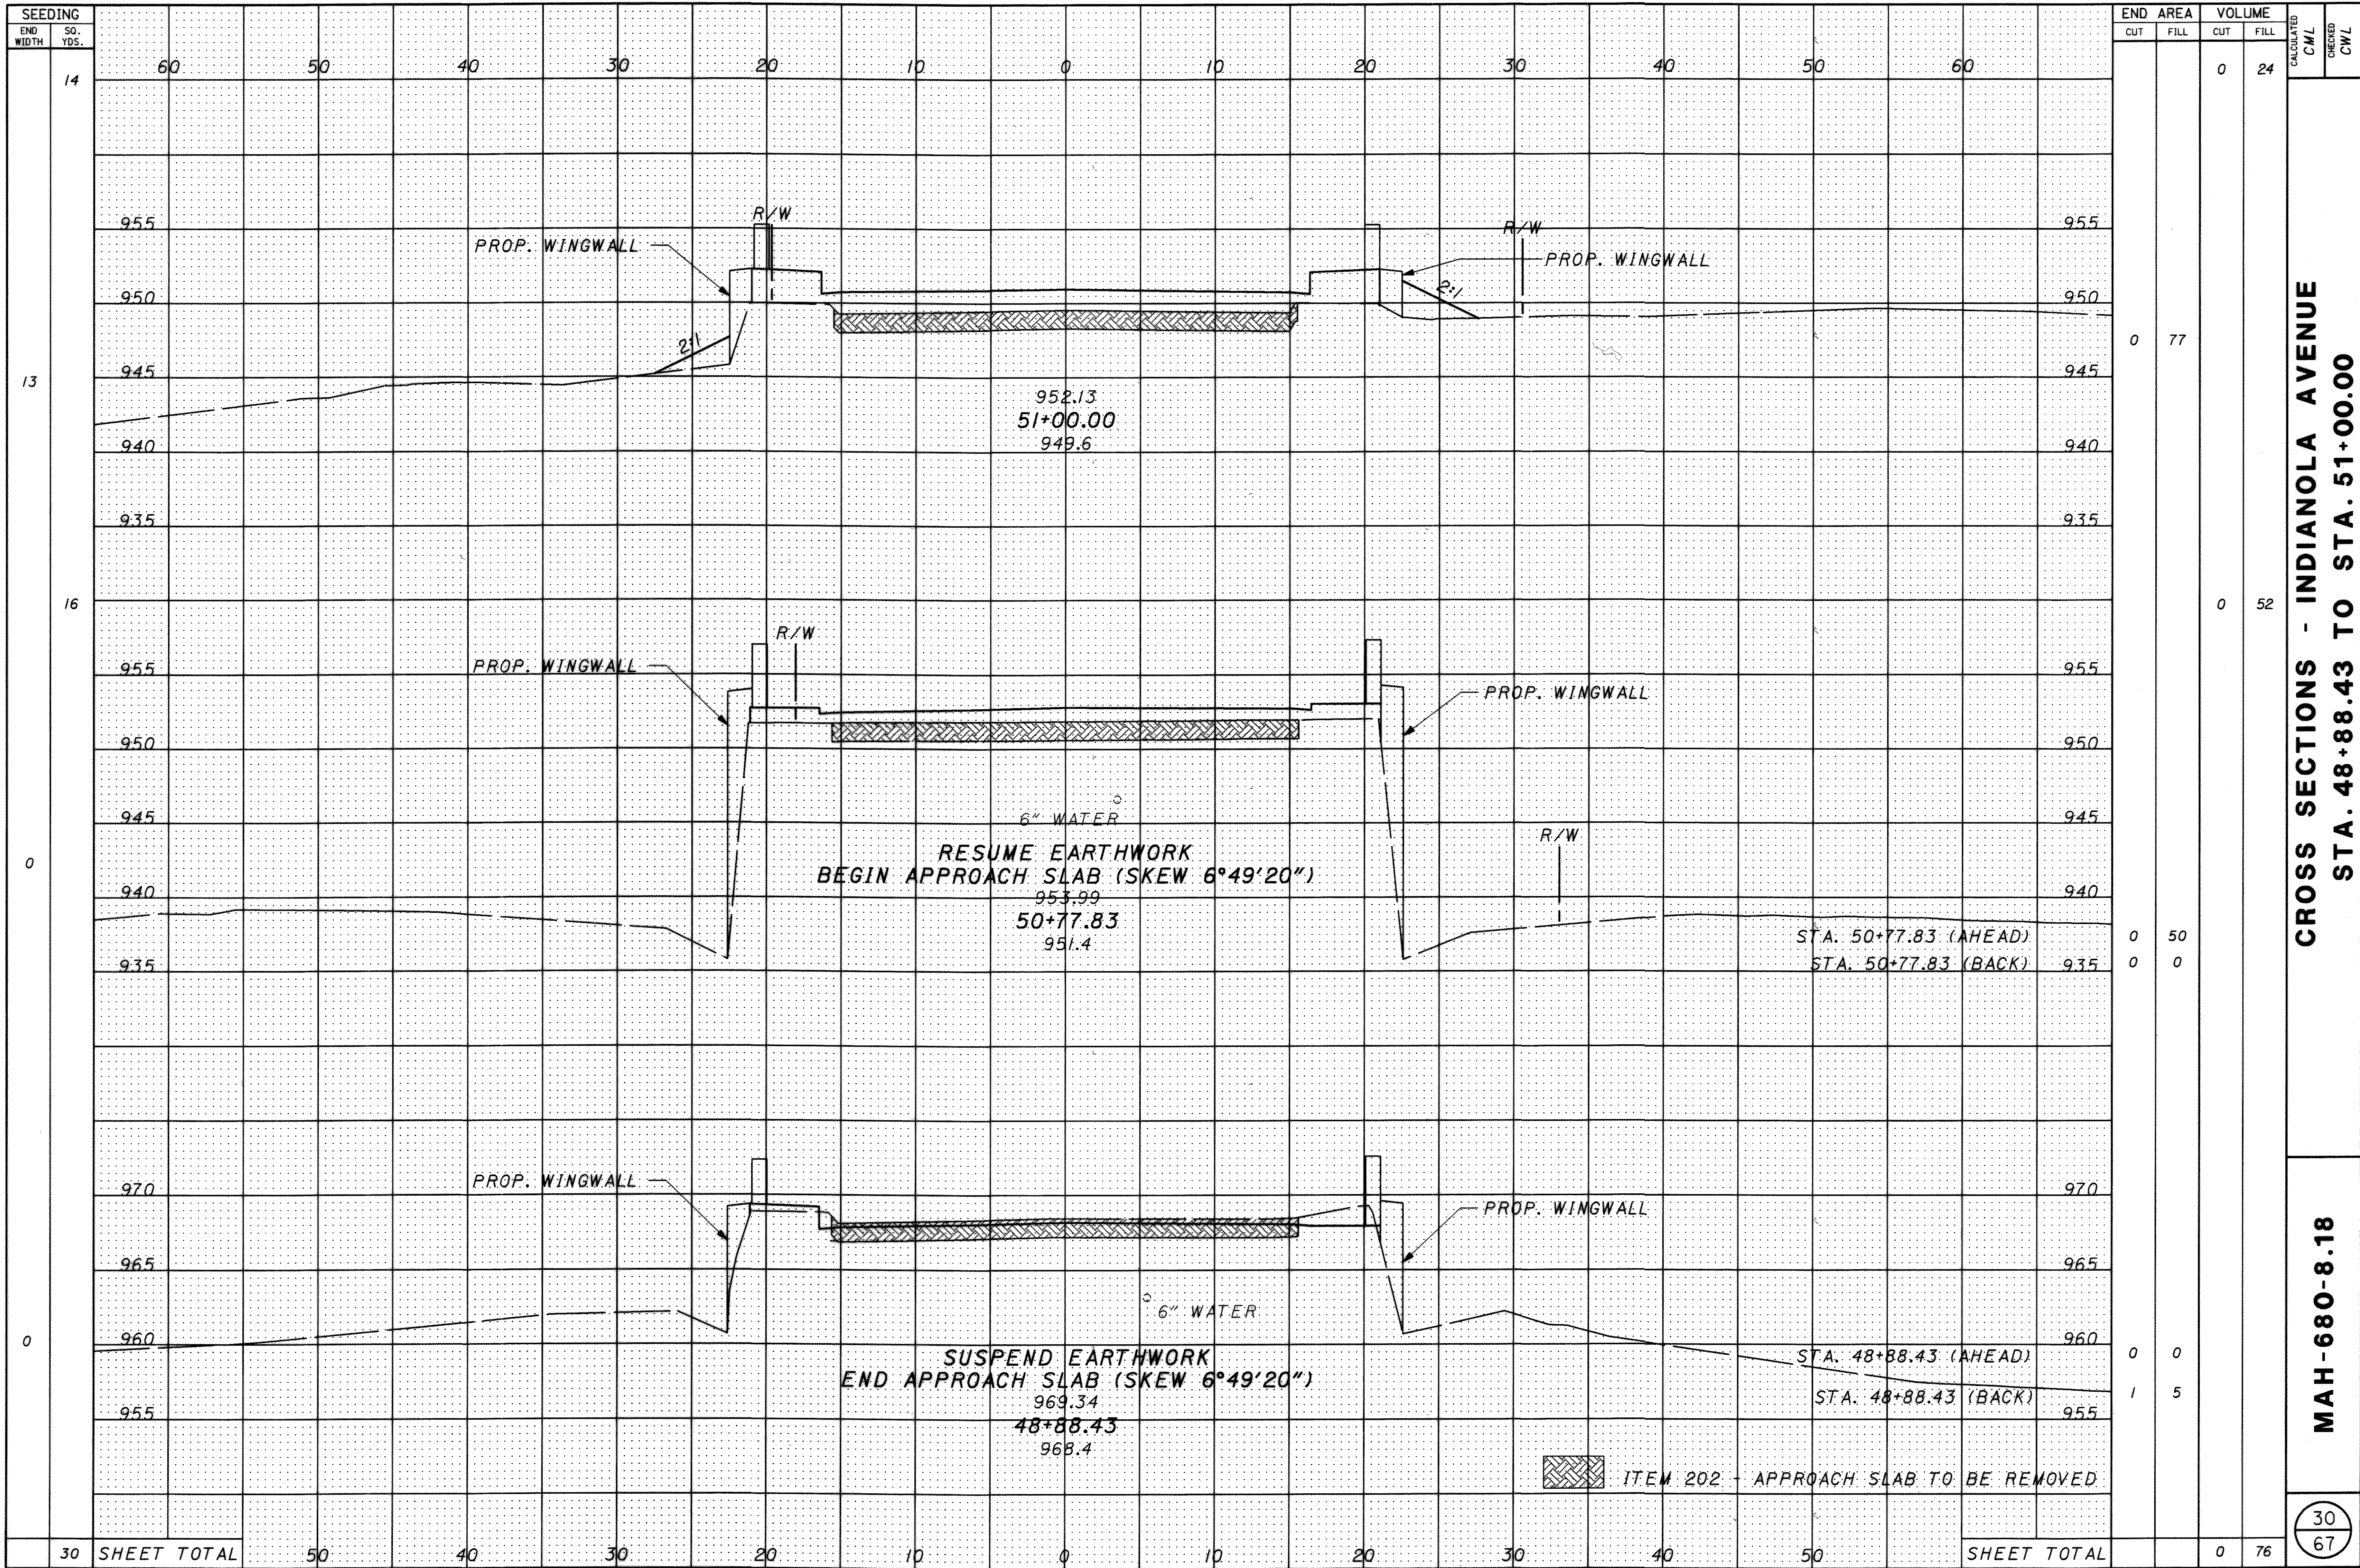 SEEDING
END WIDTH
SQ. YDS.
END AREA
VOLUME
CUT
FILL
CUT
FILL
CALCULATED
CML
CHECKED
CWL
60 50 40 30 20 10 0 10 20 30 40 50 60
14
0 24
R/W
955
PROP. WINGWALL
R/W
955
PROP. WINGWALL
950
2:1
950
2:1
0 77
13
945
945
952.13
51+00.00
949.6
940
940
935
935
16
0 52
R/W
955
PROP. WINGWALL
PROP. WINGWALL
955
950
950
945
6" WATER
945
R/W
RESUME EARTHWORK
0
BEGIN APPROACH SLAB (SKEW 6°49'20")
940
953.99
940
50+77.83
951.4
STA. 50+77.83 (AHEAD)
0 50
935
STA. 50+77.83 (BACK)
935
0 0
970
PROP. WINGWALL
PROP. WINGWALL
970
965
965
6" WATER
0
960
960
SUSPEND EARTHWORK
STA. 48+88.43 (AHEAD)
0 0
END APPROACH SLAB (SKEW 6°49'20")
969.34
STA. 48+88.43 (BACK)
1 5
955
48+88.43
955
968.4
ITEM 202 - APPROACH SLAB TO BE REMOVED
30 SHEET TOTAL
50 40 30 20 10 0 10 20 30 40 50
SHEET TOTAL
0 76
CROSS SECTIONS - INDIANOLA AVENUE
STA. 48+88.43 TO STA. 51+00.00
MAH-680-8.18
30
67